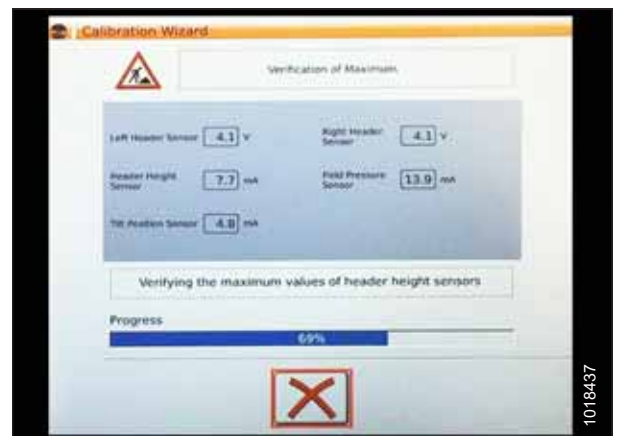 Calibration Wizard
Verification of Maximum
Left Header Sensor 4.1 V
Right Header Sensor 4.1 V
Header Height Sensor 7.7 mA
Field Pressure Sensor 13.9 mA
Tilt Position Sensor 4.8 mA
Verifying the maximum values of header height sensors
Progress
69%
1018437